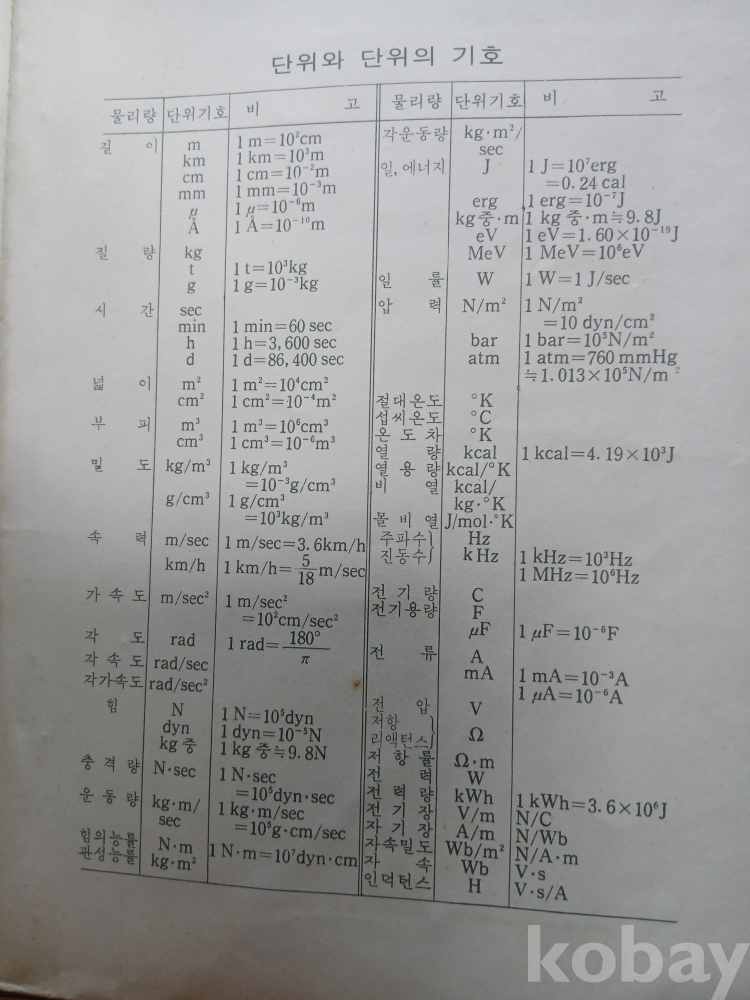 단위와 단위의 기호
물리량 단위기호 비 고
길 이 m 1 m=10²cm
km 1 km=10³m
cm 1 cm=10⁻²m
mm 1 mm=10⁻³m
μ 1 μ=10⁻⁶m
Å 1 Å=10⁻¹⁰m
질 량 kg
t 1 t=10³kg
g 1 g=10⁻³kg
시 간 sec
min 1 min=60 sec
h 1 h=3,600 sec
d 1 d=86,400 sec
넓 이 m² 1 m²=10⁴cm²
cm² 1 cm²=10⁻⁴m²
부 피 m³ 1 m³=10⁶cm³
cm³ 1 cm³=10⁻⁶m³
밀 도 kg/m³ 1 kg/m³
=10⁻³g/cm³
g/cm³ 1 g/cm³
=10³kg/m³
속 력 m/sec 1 m/sec=3.6km/h
km/h 1 km/h=5/18 m/sec
가 속 도 m/sec² 1 m/sec²
=10²cm/sec²
각 도 rad 1 rad=180°/π
각 속 도 rad/sec
각가속도 rad/sec²
힘 N 1 N=10⁵dyn
dyn 1 dyn=10⁻⁵N
kg중 1 kg 중≒9.8N
충 격 량 N·sec 1 N·sec
=10⁵dyn·sec
운 동 량 kg·m/ 1 kg·m/sec
sec =10⁵g·cm/sec
힘의능률 N·m 1 N·m=10⁷dyn·cm
관성능률 kg·m²
물리량 단위기호 비 고
각운동량 kg·m²/
sec
일, 에너지 J 1 J=10⁷erg
=0.24 cal
erg 1 erg=10⁻⁷J
kg중·m 1 kg 중·m≒9.8J
eV 1 eV=1.60×10⁻¹⁹J
MeV 1 MeV=10⁶eV
일 률 W 1 W=1 J/sec
압 력 N/m² 1 N/m²
=10 dyn/cm²
bar 1 bar=10⁵N/m²
atm 1 atm=760 mmHg
≒1.013×10⁵N/m²
절대온도 °K
섭씨온도 °C
온 도 차 °K
열 량 kcal 1 kcal=4.19×10³J
열 용 량 kcal/°K
비 열 kcal/
kg·°K
몰 비 열 J/mol·°K
주파수 Hz
진동수 kHz 1 kHz=10³Hz
1 MHz=10⁶Hz
전 기 량 C
전기용량 F
μF 1 μF=10⁻⁶F
전 류 A
mA 1 mA=10⁻³A
1 μA=10⁻⁶A
전 압 V
저항
리액턴스 Ω
저 항 률 Ω·m
전 력 W
전 력 량 kWh 1 kWh=3.6×10⁶J
전 기 장 V/m N/C
자 기 장 A/m N/Wb
자속밀도 Wb/m² N/A·m
자 속 Wb V·s
인덕턴스 H V·s/A
kobay